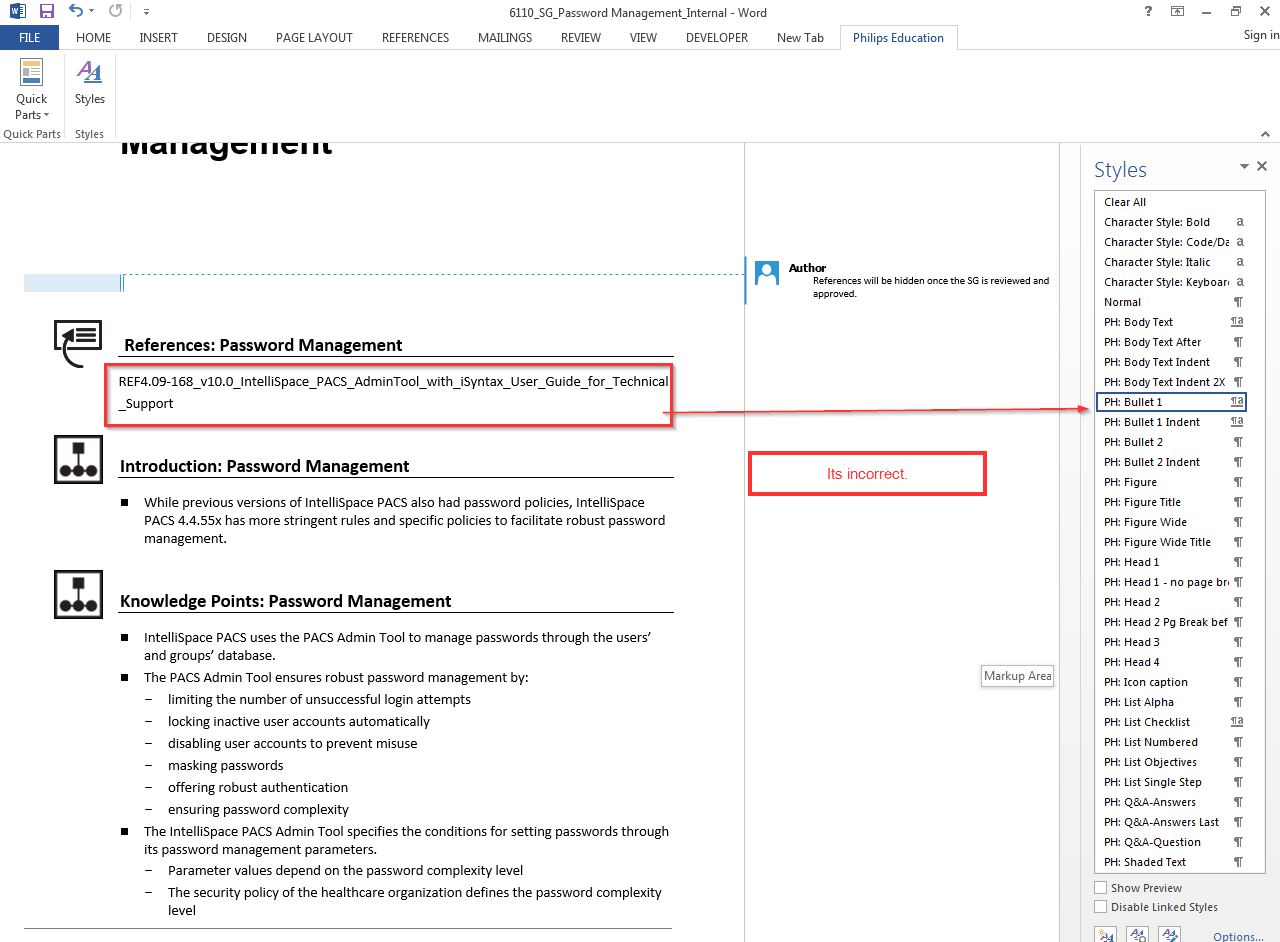 6110_SG_Password Management_Internal - Word
?
FILE
HOME
INSERT
DESIGN
PAGE LAYOUT
REFERENCES
MAILINGS
REVIEW
VIEW
DEVELOPER
New Tab
Philips Education
Sign in
Quick
Parts
Styles
Quick Parts
Styles
Management
Author
References will be hidden once the SG is reviewed and
approved.
References: Password Management
REF4.09-168_v10.0_IntelliSpace_PACS_AdminTool_with_iSyntax_User_Guide_for_Technical
_Support
Its incorrect.
Introduction: Password Management
■ While previous versions of IntelliSpace PACS also had password policies, IntelliSpace
PACS 4.4.55x has more stringent rules and specific policies to facilitate robust password
management.
Knowledge Points: Password Management
■ IntelliSpace PACS uses the PACS Admin Tool to manage passwords through the users’
and groups’ database.
■ The PACS Admin Tool ensures robust password management by:
– limiting the number of unsuccessful login attempts
– locking inactive user accounts automatically
– disabling user accounts to prevent misuse
– masking passwords
– offering robust authentication
– ensuring password complexity
■ The IntelliSpace PACS Admin Tool specifies the conditions for setting passwords through
its password management parameters.
– Parameter values depend on the password complexity level
– The security policy of the healthcare organization defines the password complexity
level
Markup Area
Styles
Clear All
Character Style: Bold a
Character Style: Code/Da a
Character Style: Italic a
Character Style: Keyboar a
Normal ¶
PH: Body Text ¶a
PH: Body Text After ¶
PH: Body Text Indent ¶
PH: Body Text Indent 2X ¶
PH: Bullet 1 ¶a
PH: Bullet 1 Indent ¶a
PH: Bullet 2 ¶
PH: Bullet 2 Indent ¶
PH: Figure ¶
PH: Figure Title ¶
PH: Figure Wide ¶
PH: Figure Wide Title ¶
PH: Head 1 ¶
PH: Head 1 - no page br ¶
PH: Head 2 ¶
PH: Head 2 Pg Break bef ¶
PH: Head 3 ¶
PH: Head 4 ¶
PH: Icon caption ¶
PH: List Alpha ¶
PH: List Checklist ¶a
PH: List Numbered ¶
PH: List Objectives ¶
PH: List Single Step ¶
PH: Q&A-Answers ¶
PH: Q&A-Answers Last ¶
PH: Q&A-Question ¶
PH: Shaded Text ¶
Show Preview
Disable Linked Styles
Options...